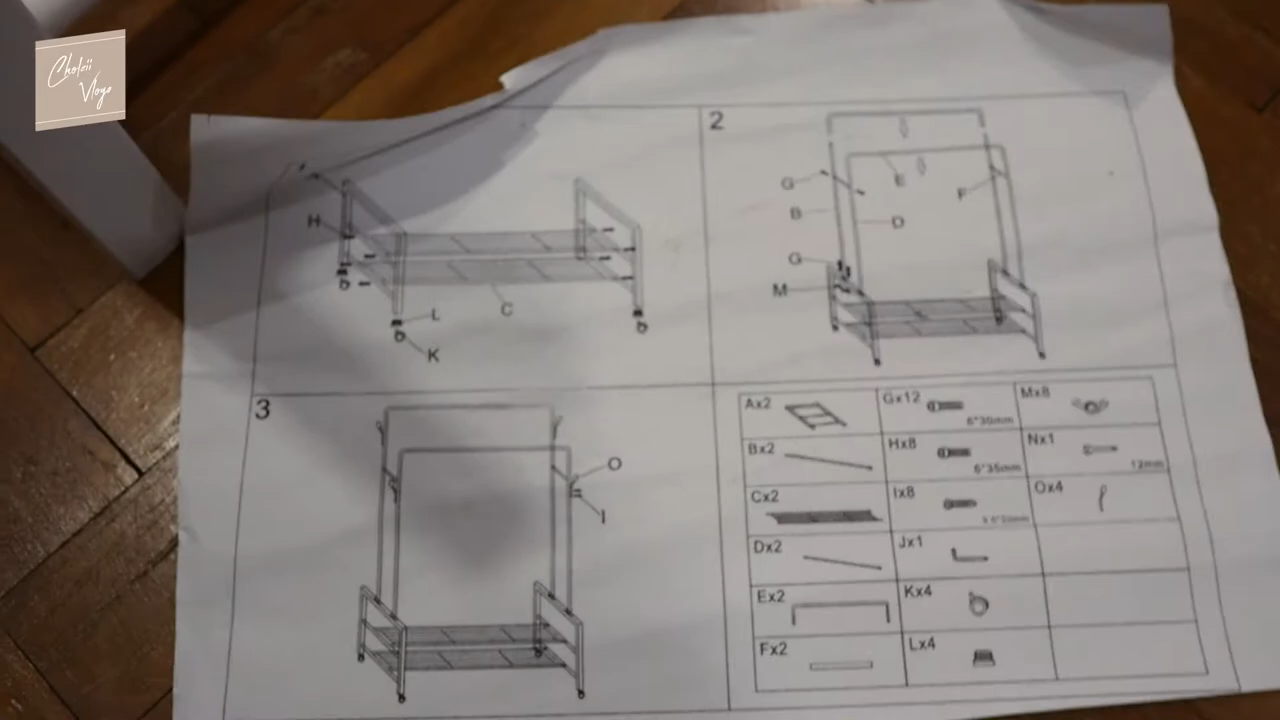 Choleii
Vlogs
2
H
L
C
K
G
E
F
B
D
G
M
3
O
I
Ax2
Gx12
6*30mm
Mx8
Bx2
Hx8
6*35mm
Nx1
12mm
Cx2
Ix8
Ox4
Dx2
Jx1
Ex2
Kx4
Fx2
Lx4